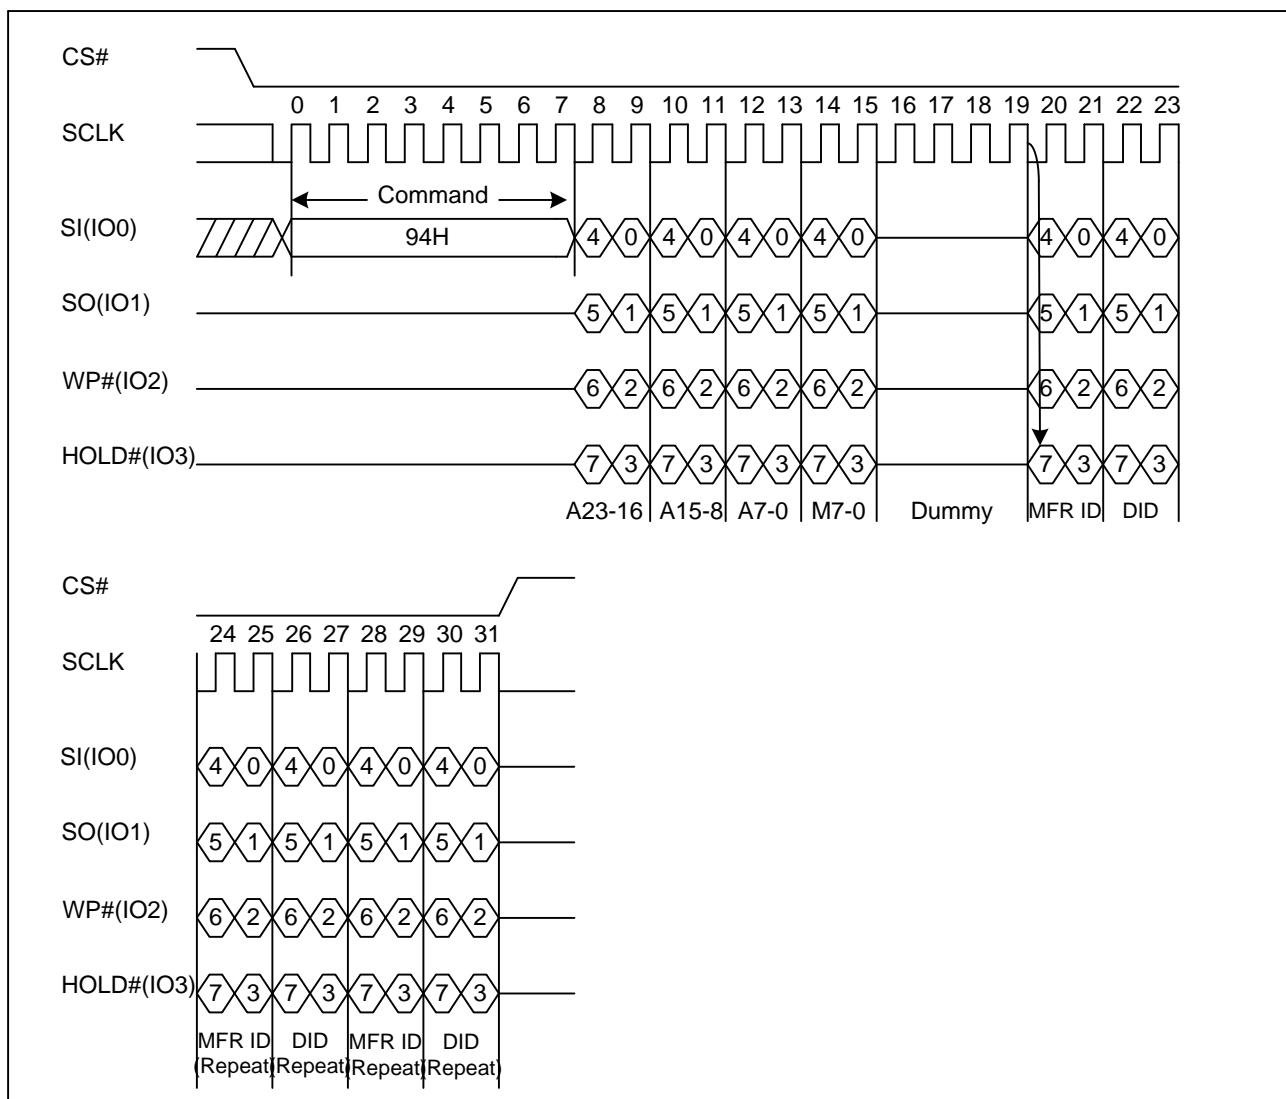 CS#
0 1 2 3 4 5 6 7 8 9 10 11 12 13 14 15 16 17 18 19 20 21 22 23
SCLK
Command
SI(IO0)
94H 4 0 4 0 4 0 4 0 4 0 4 0
SO(IO1)
5 1 5 1 5 1 5 1 5 1 5 1
WP#(IO2)
6 2 6 2 6 2 6 2 6 2 6 2
HOLD#(IO3)
7 3 7 3 7 3 7 3 7 3 7 3
A23-16 A15-8 A7-0 M7-0 Dummy MFR ID DID
CS#
24 25 26 27 28 29 30 31
SCLK
SI(IO0)
4 0 4 0 4 0 4 0
SO(IO1)
5 1 5 1 5 1 5 1
WP#(IO2)
6 2 6 2 6 2 6 2
HOLD#(IO3)
7 3 7 3 7 3 7 3
MFR ID DID MFR ID DID
(Repeat) (Repeat) (Repeat) (Repeat)